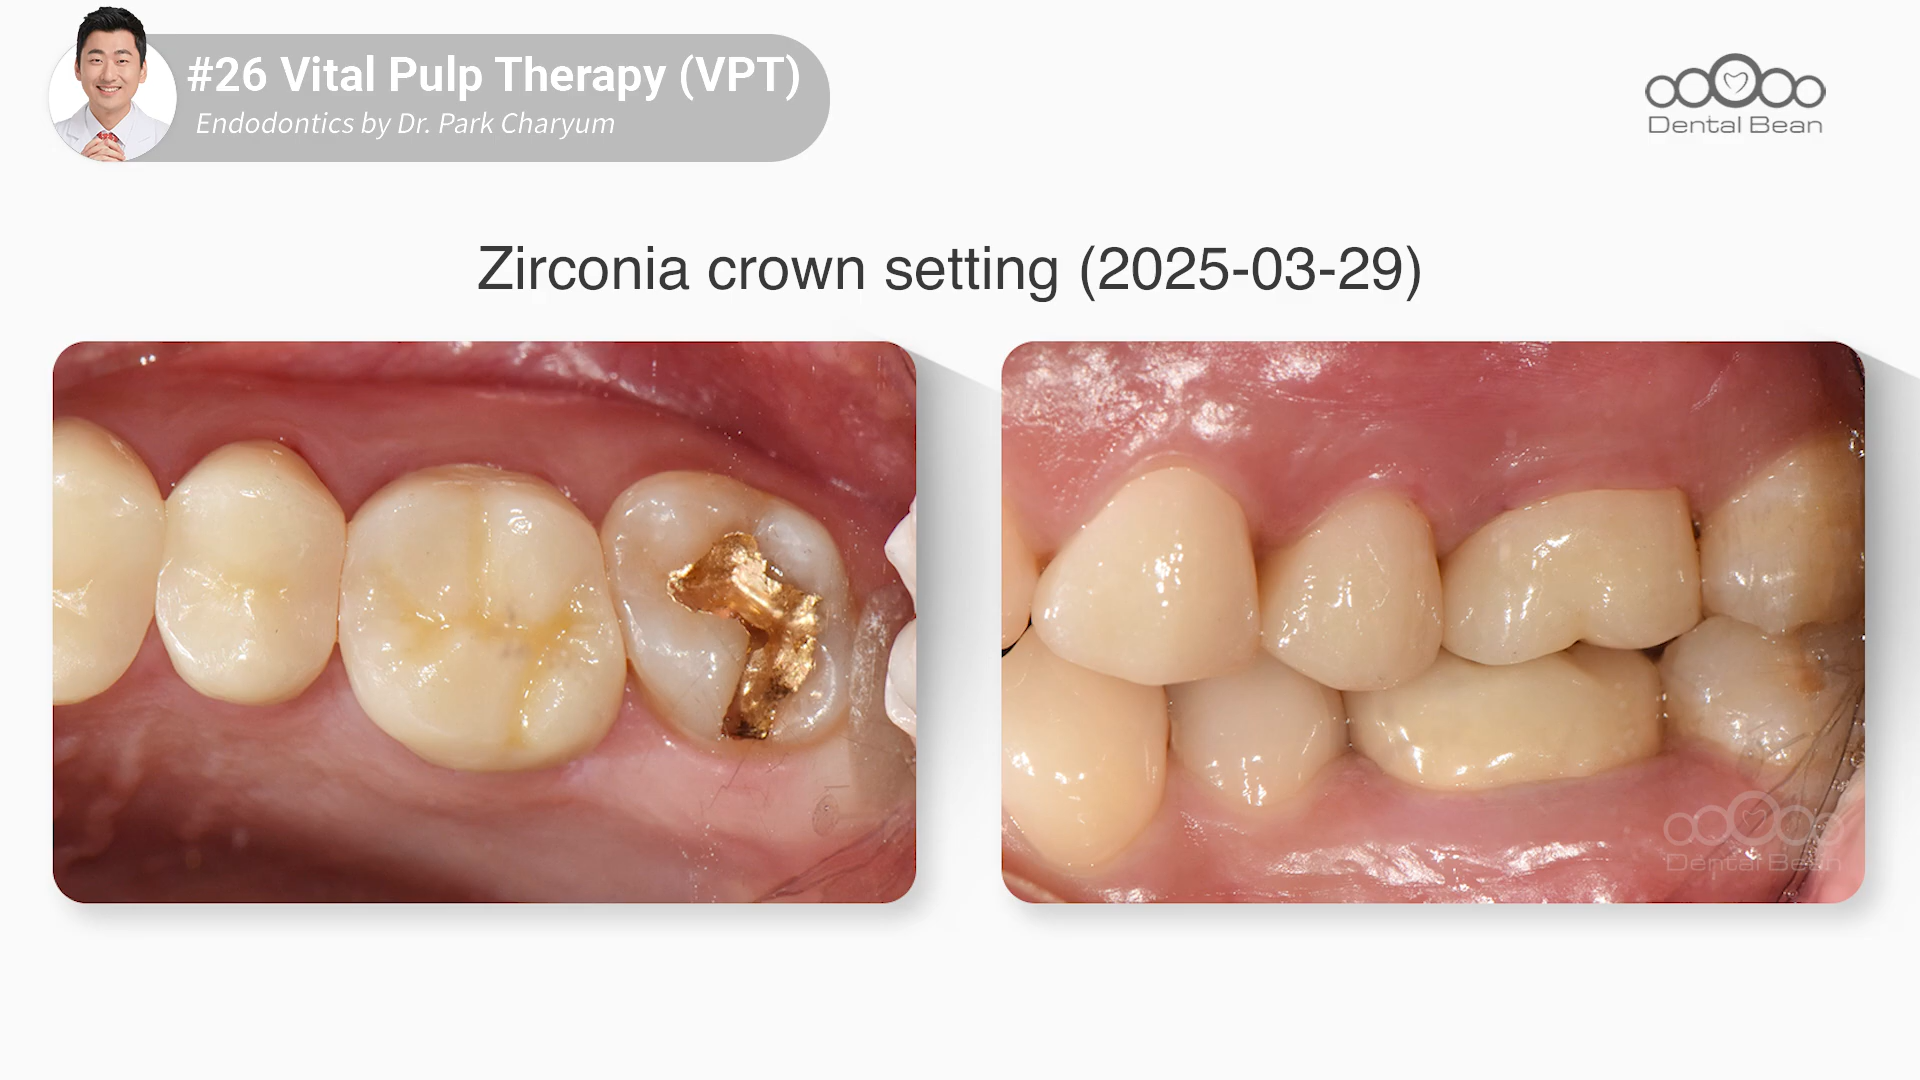 #26 Vital Pulp Therapy (VPT)
Endodontics by Dr. Park Charyum
Dental Bean
Zirconia crown setting (2025-03-29)
Dental Bean